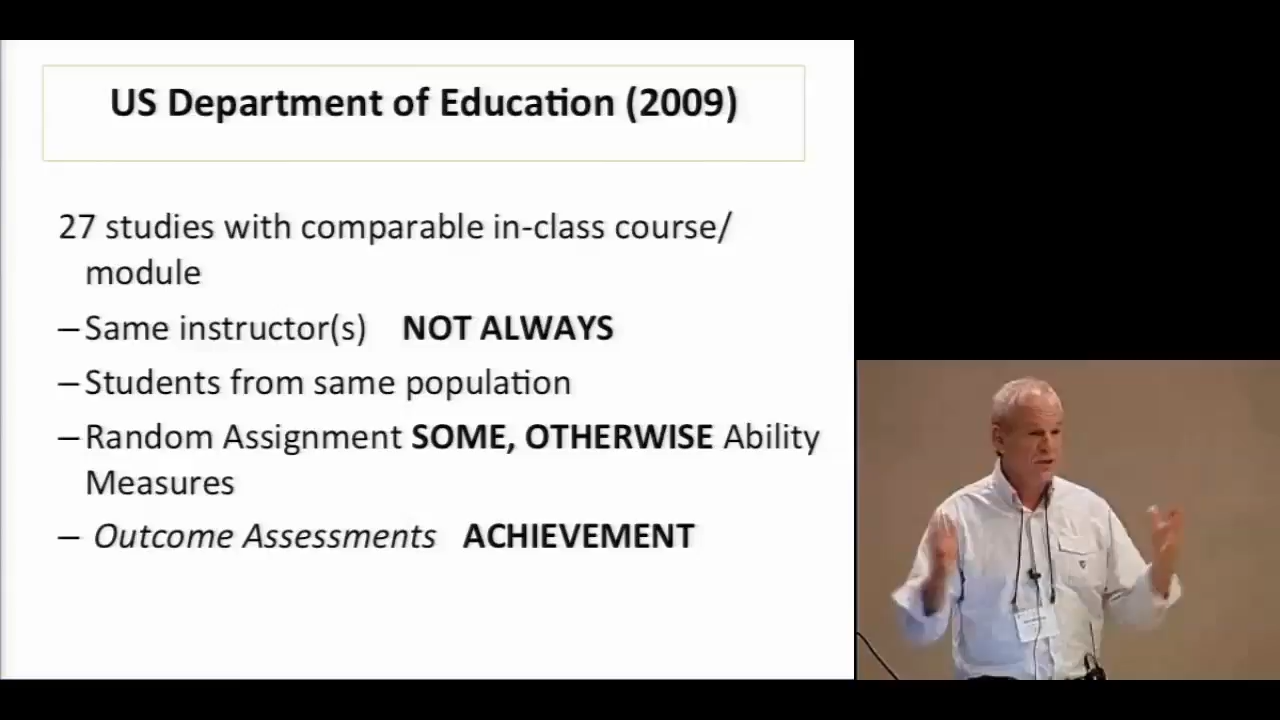 US Department of Education (2009)
27 studies with comparable in-class course/
module
– Same instructor(s) NOT ALWAYS
– Students from same population
– Random Assignment SOME, OTHERWISE Ability
Measures
– Outcome Assessments ACHIEVEMENT